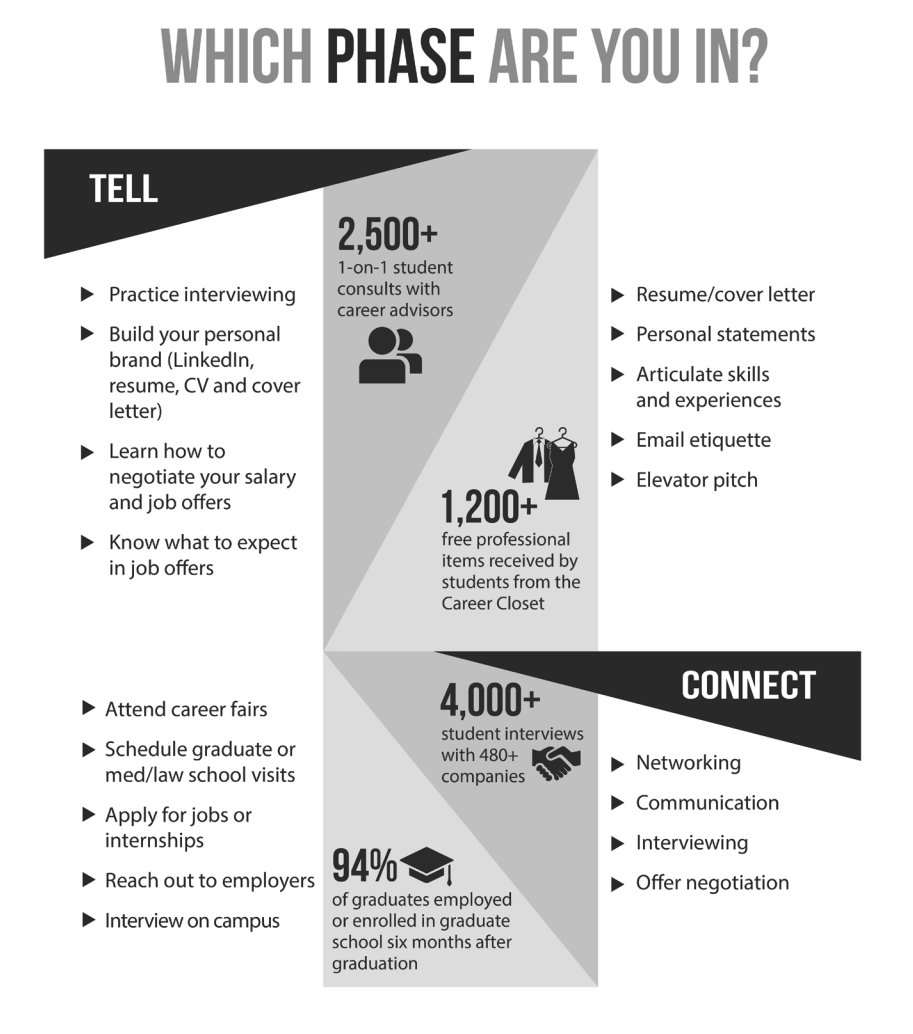 WHICH PHASE ARE YOU IN?
TELL
2,500+
1-on-1 student
consults with
career advisors
Practice interviewing
Build your personal
brand (LinkedIn,
resume, CV and cover
letter)
Learn how to
negotiate your salary
and job offers
Know what to expect
in job offers
Resume/cover letter
Personal statements
Articulate skills
and experiences
Email etiquette
Elevator pitch
1,200+
free professional
items received by
students from the
Career Closet
CONNECT
4,000+
student interviews
with 480+
companies
Attend career fairs
Schedule graduate or
med/law school visits
Apply for jobs or
internships
Reach out to employers
Interview on campus
Networking
Communication
Interviewing
Offer negotiation
94%
of graduates employed
or enrolled in graduate
school six months after
graduation